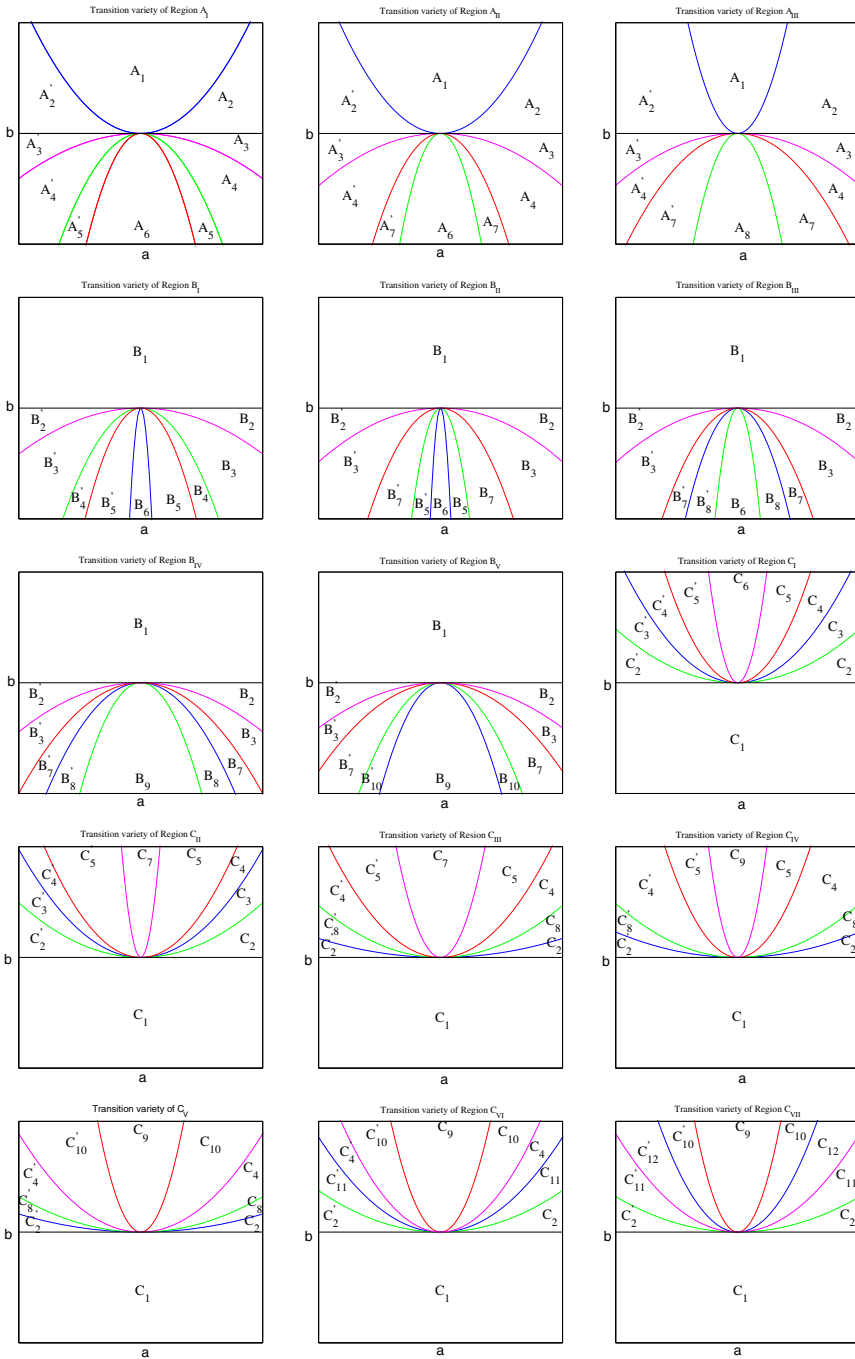 Transition variety of Region A_I
A_1
A_2'
A_2
b
A_3'
A_3
A_4'
A_4
A_5'
A_6
A_5
a
Transition variety of Region A_II
A_1
A_2'
A_2
b
A_3'
A_3
A_4'
A_4
A_7'
A_6
A_7
a
Transition variety of Region A_III
A_1
A_2'
A_2
b
A_3'
A_3
A_4'
A_4
A_7'
A_8
A_7
a
Transition variety of Region B_I
B_1
b
B_2'
B_2
B_3'
B_3
B_4'
B_5'
B_6
B_5
B_4
a
Transition variety of Region B_II
B_1
b
B_2'
B_2
B_3'
B_3
B_7'
B_5'
B_6
B_5
B_7
a
Transition variety of Region B_III
B_1
b
B_2'
B_2
B_3'
B_3
B_7'
B_8'
B_6
B_8
B_7
a
Transition variety of Region B_IV
B_1
b
B_2'
B_2
B_3'
B_3
B_7'
B_8'
B_9
B_8
B_7
a
Transition variety of Region B_V
B_1
b
B_2'
B_2
B_3'
B_3
B_7'
B_10'
B_9
B_10
B_7
a
Transition variety of Region C_I
C_2'
C_3'
C_4'
C_5'
C_6
C_5
C_4
C_3
C_2
b
C_1
a
Transition variety of Region C_II
C_2'
C_3'
C_4'
C_5'
C_7
C_5
C_4
C_3
C_2
b
C_1
a
Transition variety of Resion C_III
C_2'
C_8'
C_4'
C_5'
C_7
C_5
C_4
C_8
C_2
b
C_1
a
Transition variety of Region C_IV
C_2'
C_8'
C_4'
C_5'
C_9
C_5
C_4
C_8
C_2
b
C_1
a
Transition variety of C_V
C_2'
C_8'
C_4'
C_10'
C_9
C_10
C_4
C_8
C_2
b
C_1
a
Transition variety of Region C_VI
C_2'
C_11'
C_4'
C_10'
C_9
C_10
C_4
C_11
C_2
b
C_1
a
Transition variety of Region C_VII
C_2'
C_11'
C_12'
C_10'
C_9
C_10
C_12
C_11
C_2
b
C_1
a